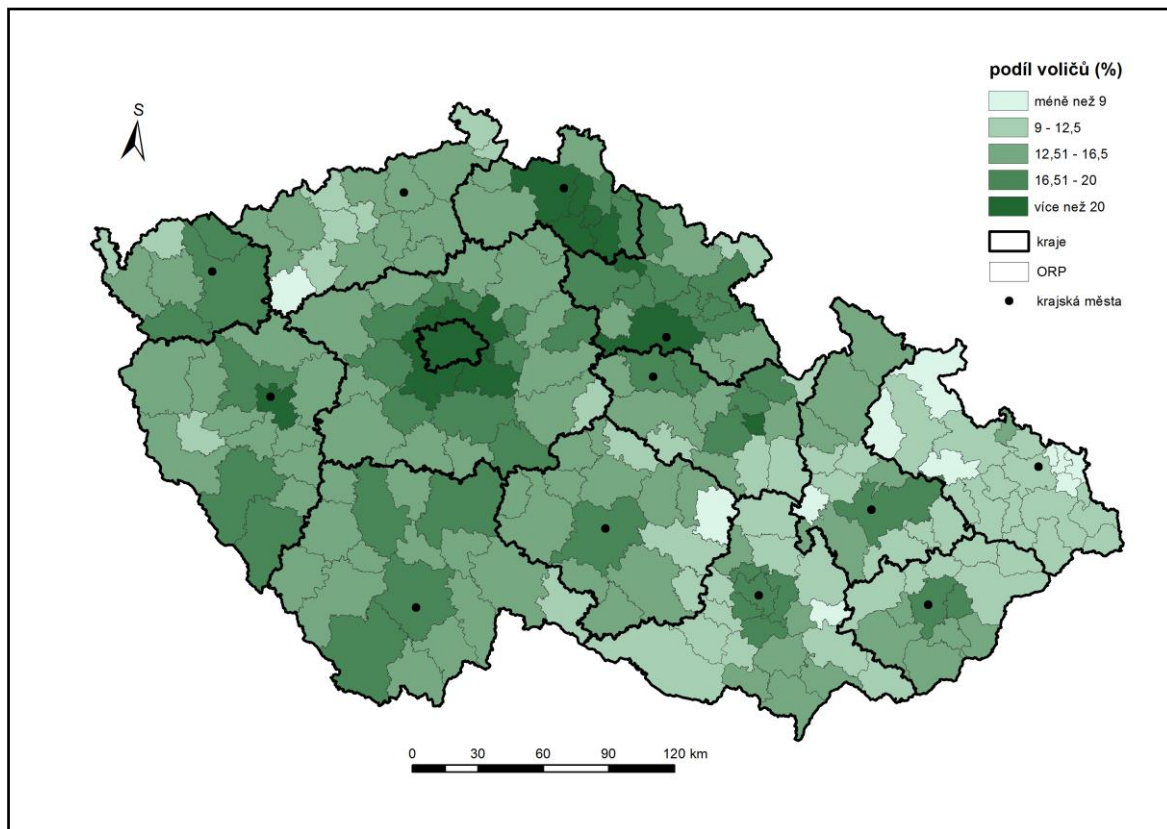 podíl voličů (%)
méně než 9
9 - 12,5
12,51 - 16,5
16,51 - 20
více než 20
kraje
ORP
krajská města
S
0 30 60 90 120 km